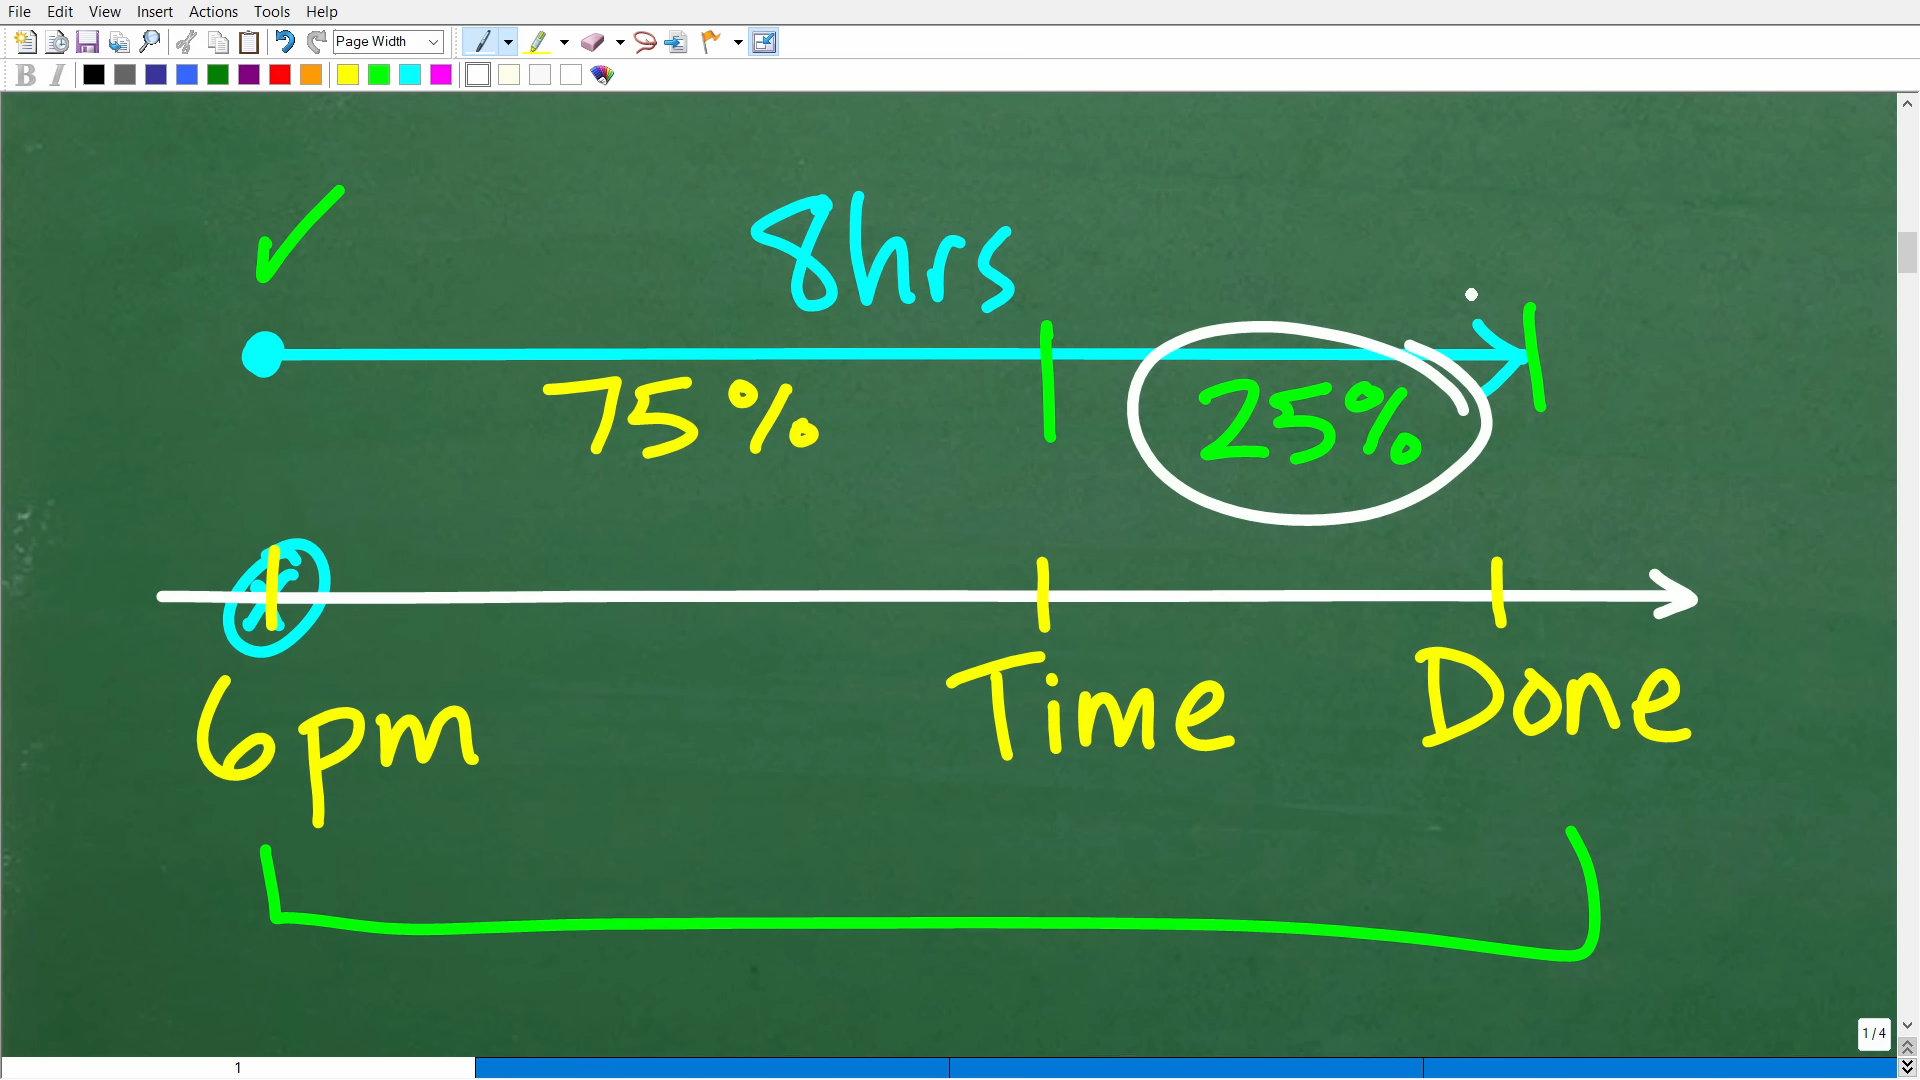 File Edit View Insert Actions Tools Help
Page Width
B I
8hrs
75% 25%
6pm Time Done
1 / 4
1